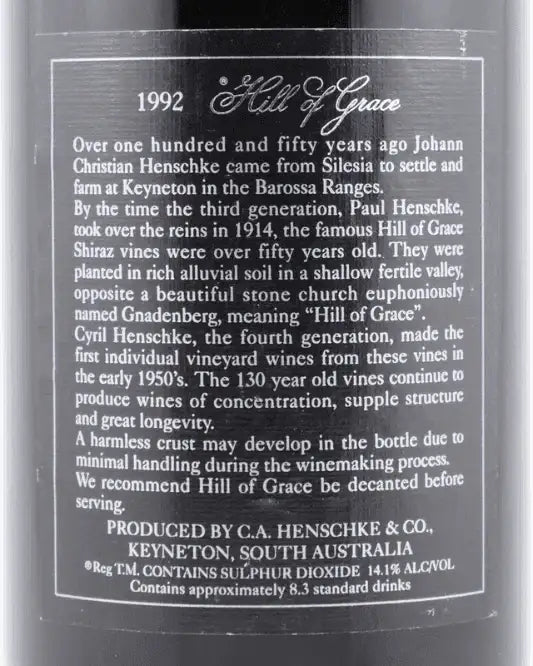 1992 ®Hill of Grace
Over one hundred and fifty years ago Johann
Christian Henschke came from Silesia to settle and
farm at Keyneton in the Barossa Ranges.
By the time the third generation, Paul Henschke,
took over the reins in 1914, the famous Hill of Grace
Shiraz vines were over fifty years old. They were
planted in rich alluvial soil in a shallow fertile valley,
opposite a beautiful stone church euphoniously
named Gnadenberg, meaning “Hill of Grace”.
Cyril Henschke, the fourth generation, made the
first individual vineyard wines from these vines in
the early 1950’s. The 130 year old vines continue to
produce wines of concentration, supple structure
and great longevity.
A harmless crust may develop in the bottle due to
minimal handling during the winemaking process.
We recommend Hill of Grace be decanted before
serving.
PRODUCED BY C.A. HENSCHKE & CO.,
KEYNETON, SOUTH AUSTRALIA
®Reg T.M. CONTAINS SULPHUR DIOXIDE 14.1% ALC/VOL
Contains approximately 8.3 standard drinks